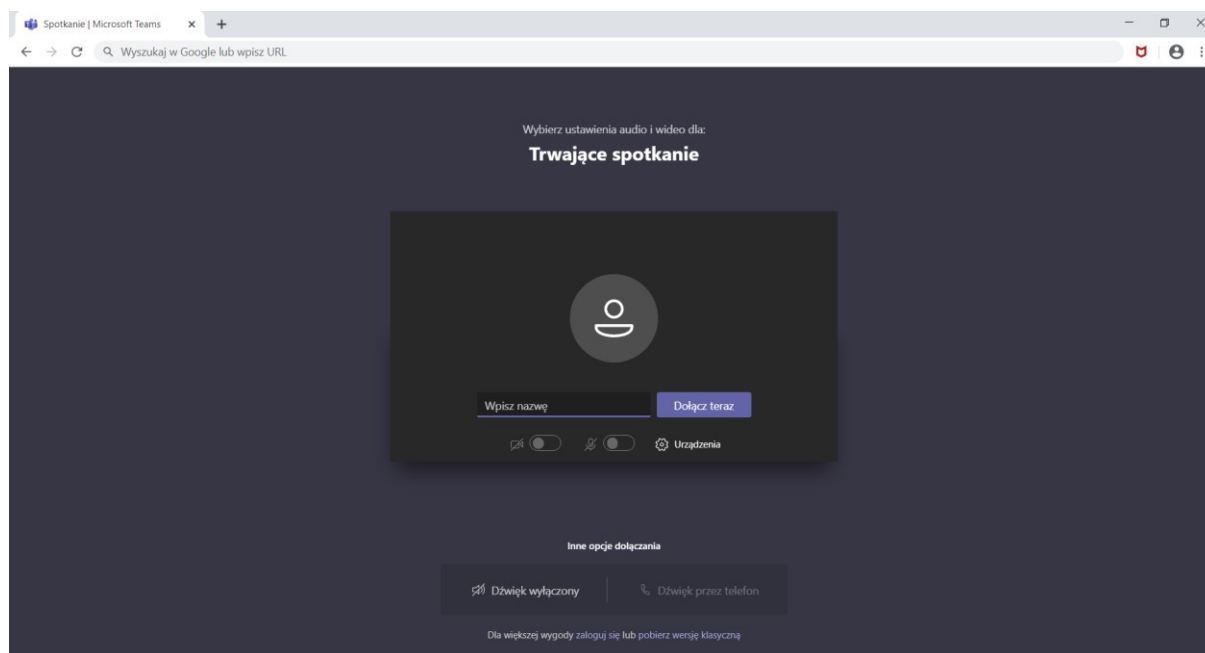 Spotkanie | Microsoft Teams
Wyszukaj w Google lub wpisz URL
Wybierz ustawienia audio i wideo dla:
Trwające spotkanie
Wpisz nazwę
Dołącz teraz
Urządzenia
Inne opcje dołączania
Dźwięk wyłączony
Dźwięk przez telefon
Dla większej wygody zaloguj się lub pobierz wersję klasyczną